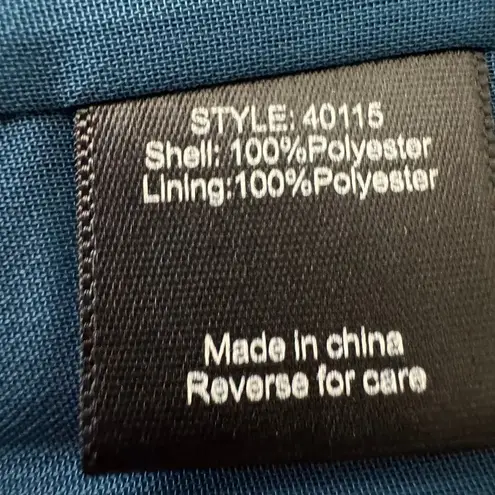 STYLE: 40115
Shell: 100%Polyester
Lining:100%Polyester
Made in china
Reverse for care